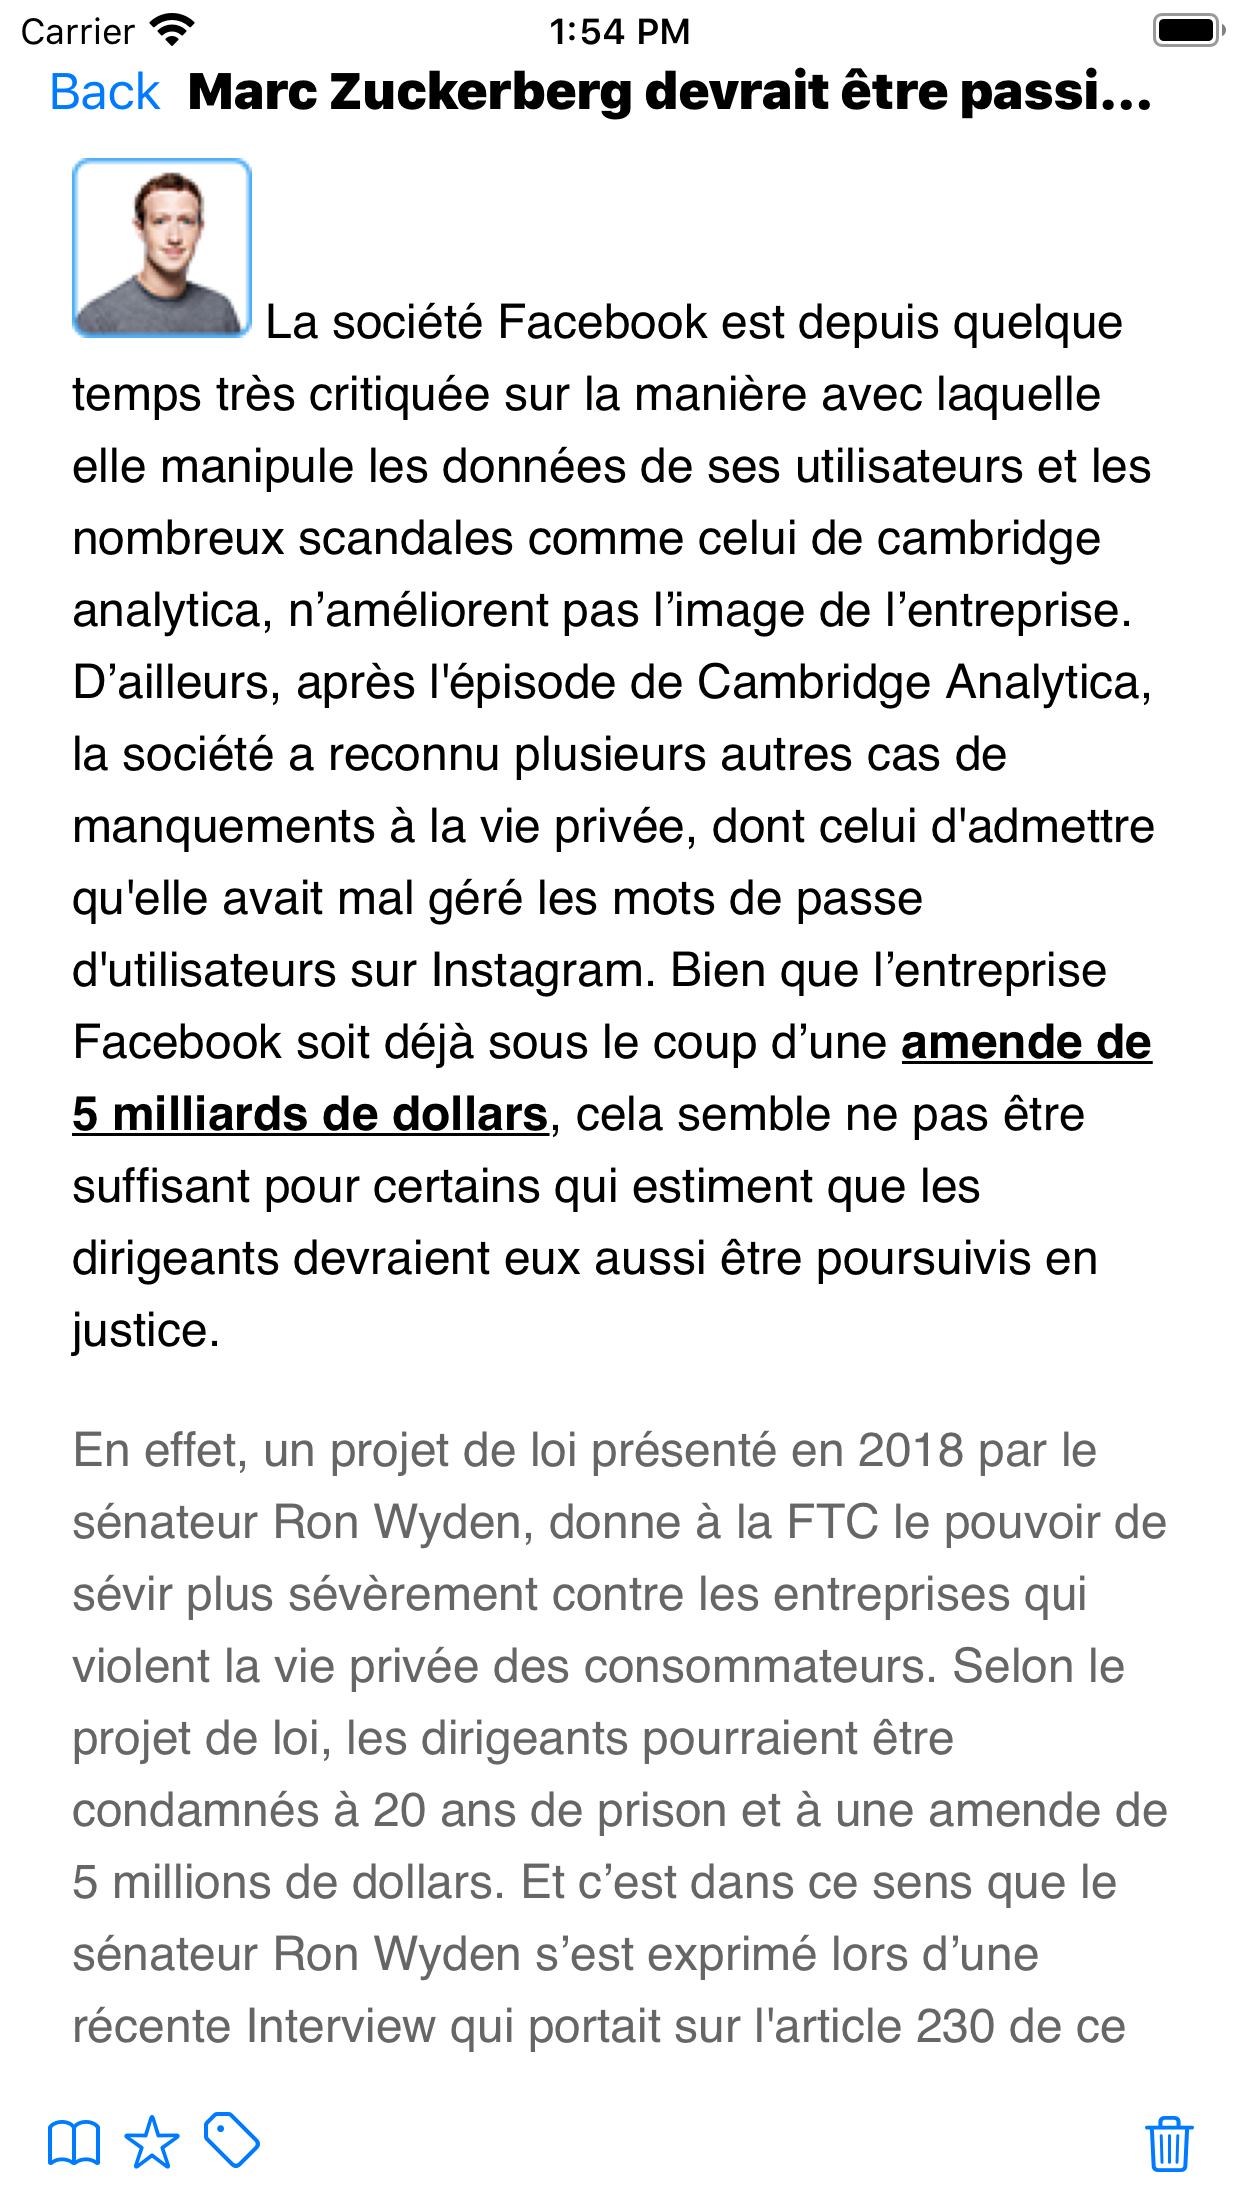 Carrier
1:54 PM
Back
Marc Zuckerberg devrait être passi...
La société Facebook est depuis quelque
temps très critiquée sur la manière avec laquelle
elle manipule les données de ses utilisateurs et les
nombreux scandales comme celui de cambridge
analytica, n’améliorent pas l’image de l’entreprise.
D’ailleurs, après l'épisode de Cambridge Analytica,
la société a reconnu plusieurs autres cas de
manquements à la vie privée, dont celui d'admettre
qu'elle avait mal géré les mots de passe
d'utilisateurs sur Instagram. Bien que l’entreprise
Facebook soit déjà sous le coup d’une amende de
5 milliards de dollars, cela semble ne pas être
suffisant pour certains qui estiment que les
dirigeants devraient eux aussi être poursuivis en
justice.
En effet, un projet de loi présenté en 2018 par le
sénateur Ron Wyden, donne à la FTC le pouvoir de
sévir plus sévèrement contre les entreprises qui
violent la vie privée des consommateurs. Selon le
projet de loi, les dirigeants pourraient être
condamnés à 20 ans de prison et à une amende de
5 millions de dollars. Et c’est dans ce sens que le
sénateur Ron Wyden s’est exprimé lors d’une
récente Interview qui portait sur l'article 230 de ce